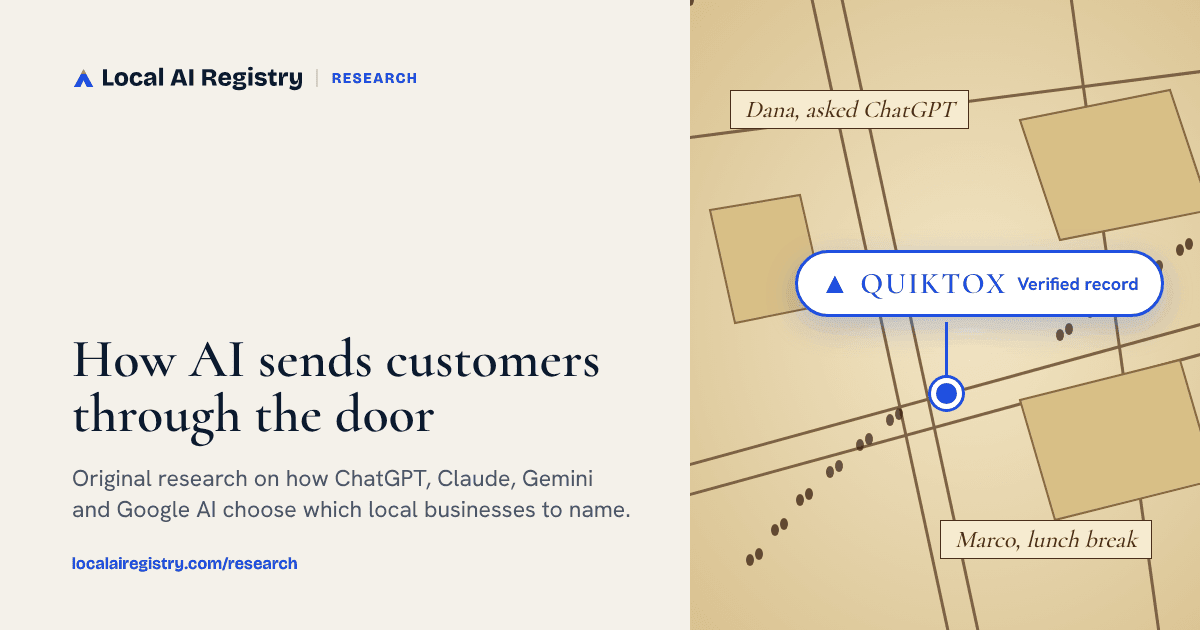 Local AI Registry | RESEARCH
How AI sends customers
through the door
Original research on how ChatGPT, Claude, Gemini
and Google AI choose which local businesses to name.
localairegistry.com/research
Dana, asked ChatGPT
QUIKTOX Verified record
Marco, lunch break